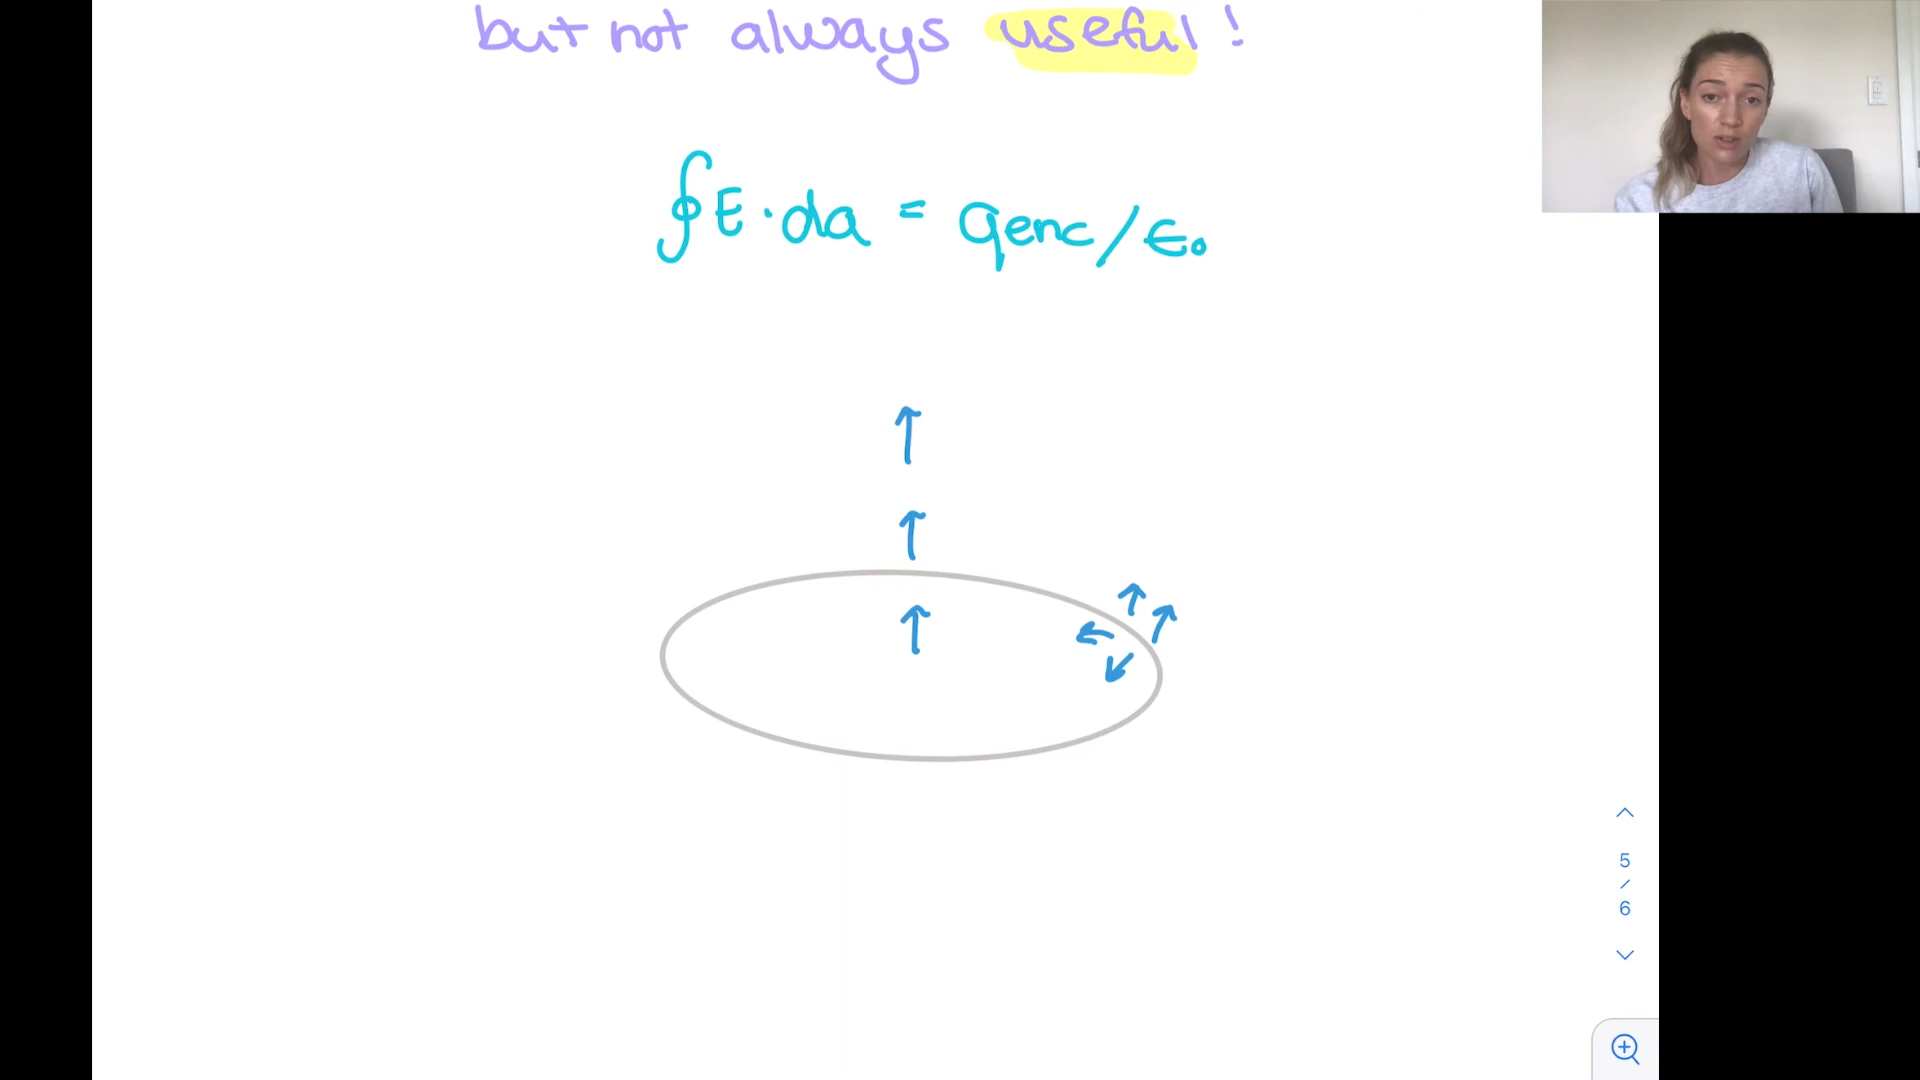 but not always useful!
∮E·da = qenc/ϵ₀
5
/
6